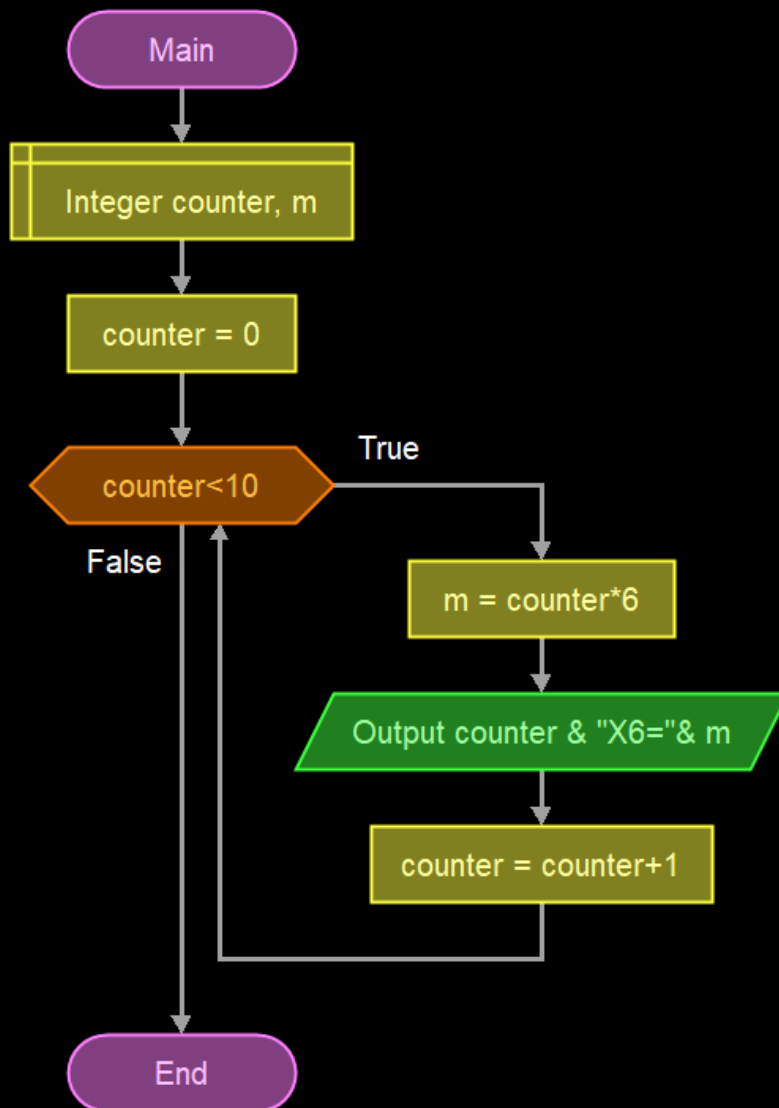 Main
Integer counter, m
counter = 0
counter<10
True
False
m = counter*6
Output counter & "X6="& m
counter = counter+1
End